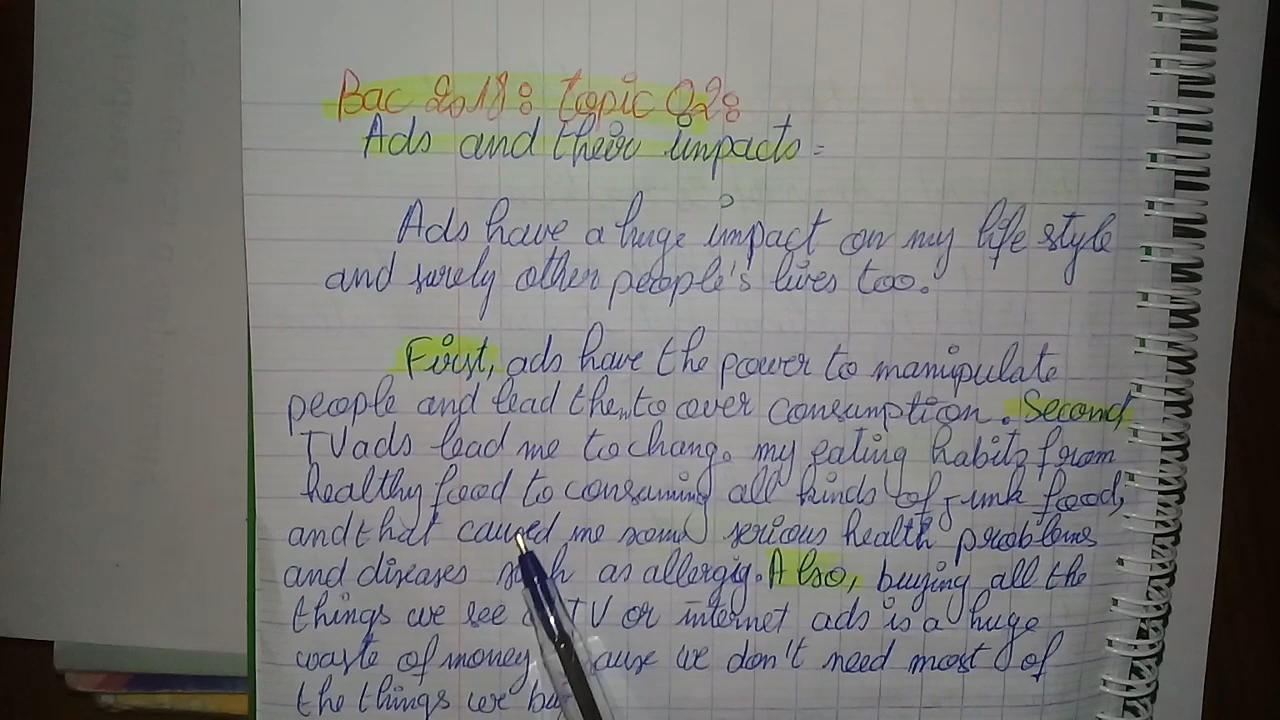 Bac 2018: topic 02:
Ads and their impacts:
Ads have a huge impact on my life style
and surely other people's lives too.
First, ads have the power to manipulate
people and lead them to over consumption. Second,
TV ads lead me to change my eating habits from
healthy food to consuming all kinds of junk food,
and that caused me some serious health problems
and diseases such as allergig. Also, buying all the
things we see TV or internet ads is a huge
waste of money we don't need most of
the things we